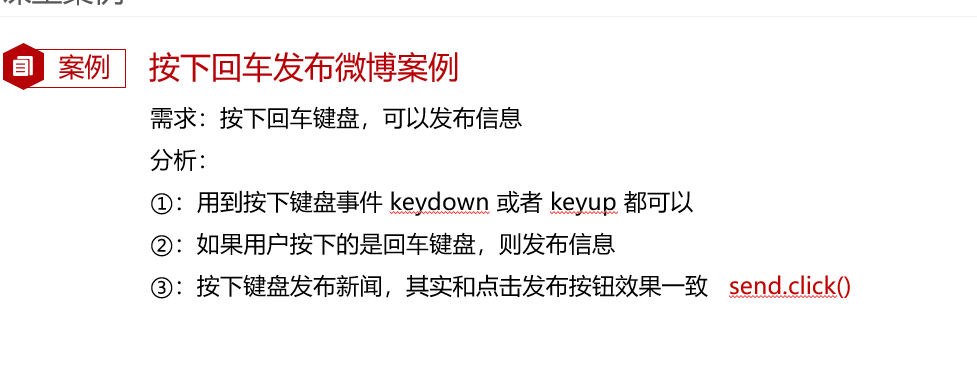 案例
按下回车发布微博案例
需求：按下回车键盘，可以发布信息
分析：
①：用到按下键盘事件 keydown 或者 keyup 都可以
②：如果用户按下的是回车键盘，则发布信息
③：按下键盘发布新闻，其实和点击发布按钮效果一致 send.click()